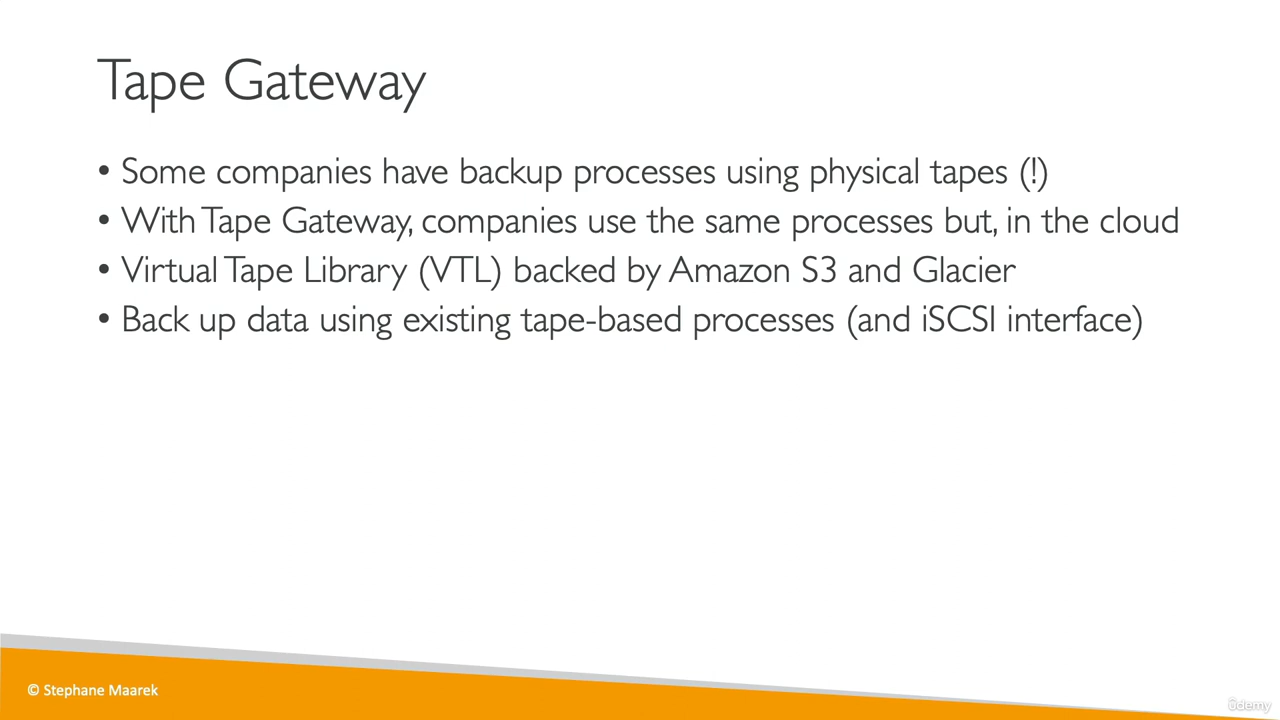 Tape Gateway
• Some companies have backup processes using physical tapes (!)
• With Tape Gateway, companies use the same processes but, in the cloud
• Virtual Tape Library (VTL) backed by Amazon S3 and Glacier
• Back up data using existing tape-based processes (and iSCSI interface)
© Stephane Maarek
ûdemy